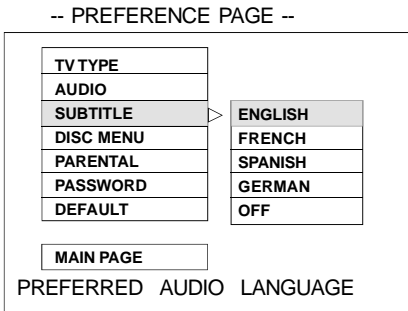 -- PREFERENCE PAGE --
TV TYPE
AUDIO
SUBTITLE
DISC MENU
PARENTAL
PASSWORD
DEFAULT
ENGLISH
FRENCH
SPANISH
GERMAN
OFF
MAIN PAGE
PREFERRED AUDIO LANGUAGE